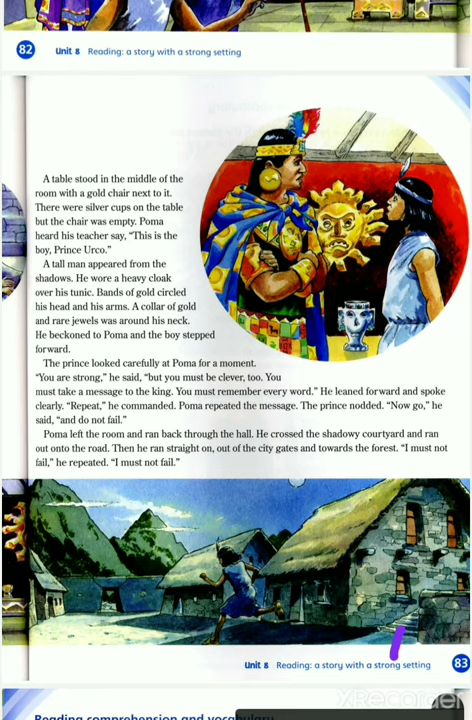 82 Unit 8 Reading: a story with a strong setting
A table stood in the middle of the
room with a gold chair next to it.
There were silver cups on the table
but the chair was empty. Poma
heard his teacher say, “This is the
boy, Prince Urco.”
A tall man appeared from the
shadows. He wore a heavy cloak
over his tunic. Bands of gold circled
his head and his arms. A collar of gold
and rare jewels was around his neck.
He beckoned to Poma and the boy stepped
forward.
The prince looked carefully at Poma for a moment.
“You are strong,” he said, “but you must be clever, too. You
must take a message to the king. You must remember every word.” He leaned forward and spoke
clearly. “Repeat,” he commanded. Poma repeated the message. The prince nodded. “Now go,” he
said, “and do not fail.”
Poma left the room and ran back through the hall. He crossed the shadowy courtyard and ran
out onto the road. Then he ran straight on, out of the city gates and towards the forest. “I must not
fail,” he repeated. “I must not fail.”
Unit 8 Reading: a story with a strong setting 83
XRecorder
Reading comprehension and vocabulary